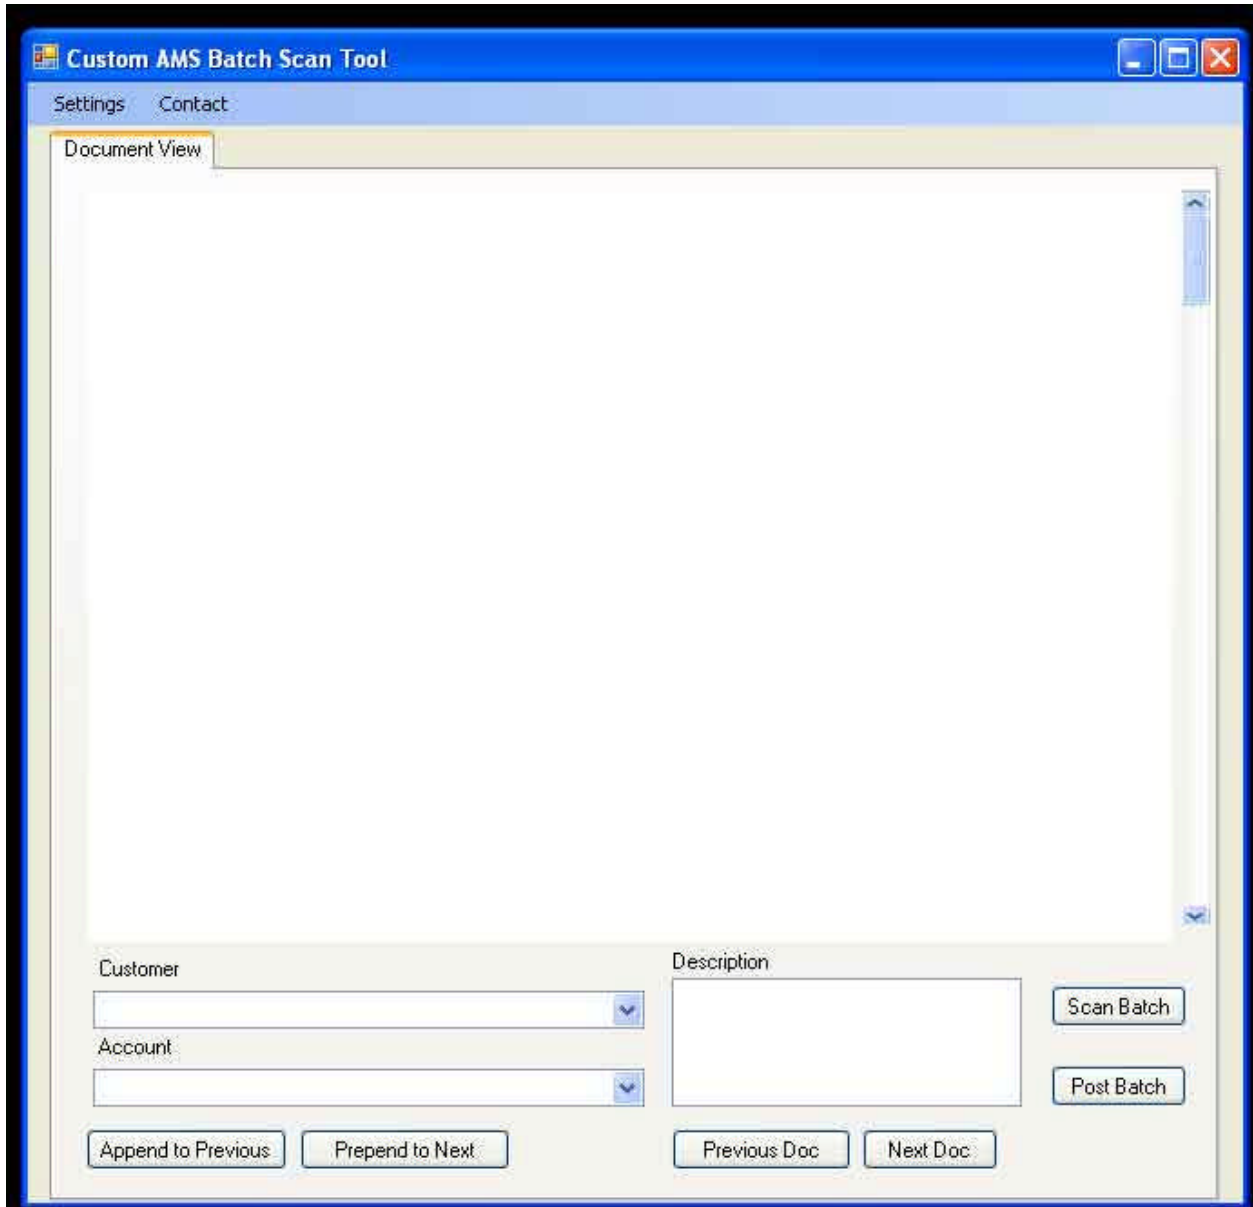 Custom AMS Batch Scan Tool
Settings Contact
Document View
Customer
Description
Scan Batch
Account
Post Batch
Append to Previous Prepend to Next Previous Doc Next Doc